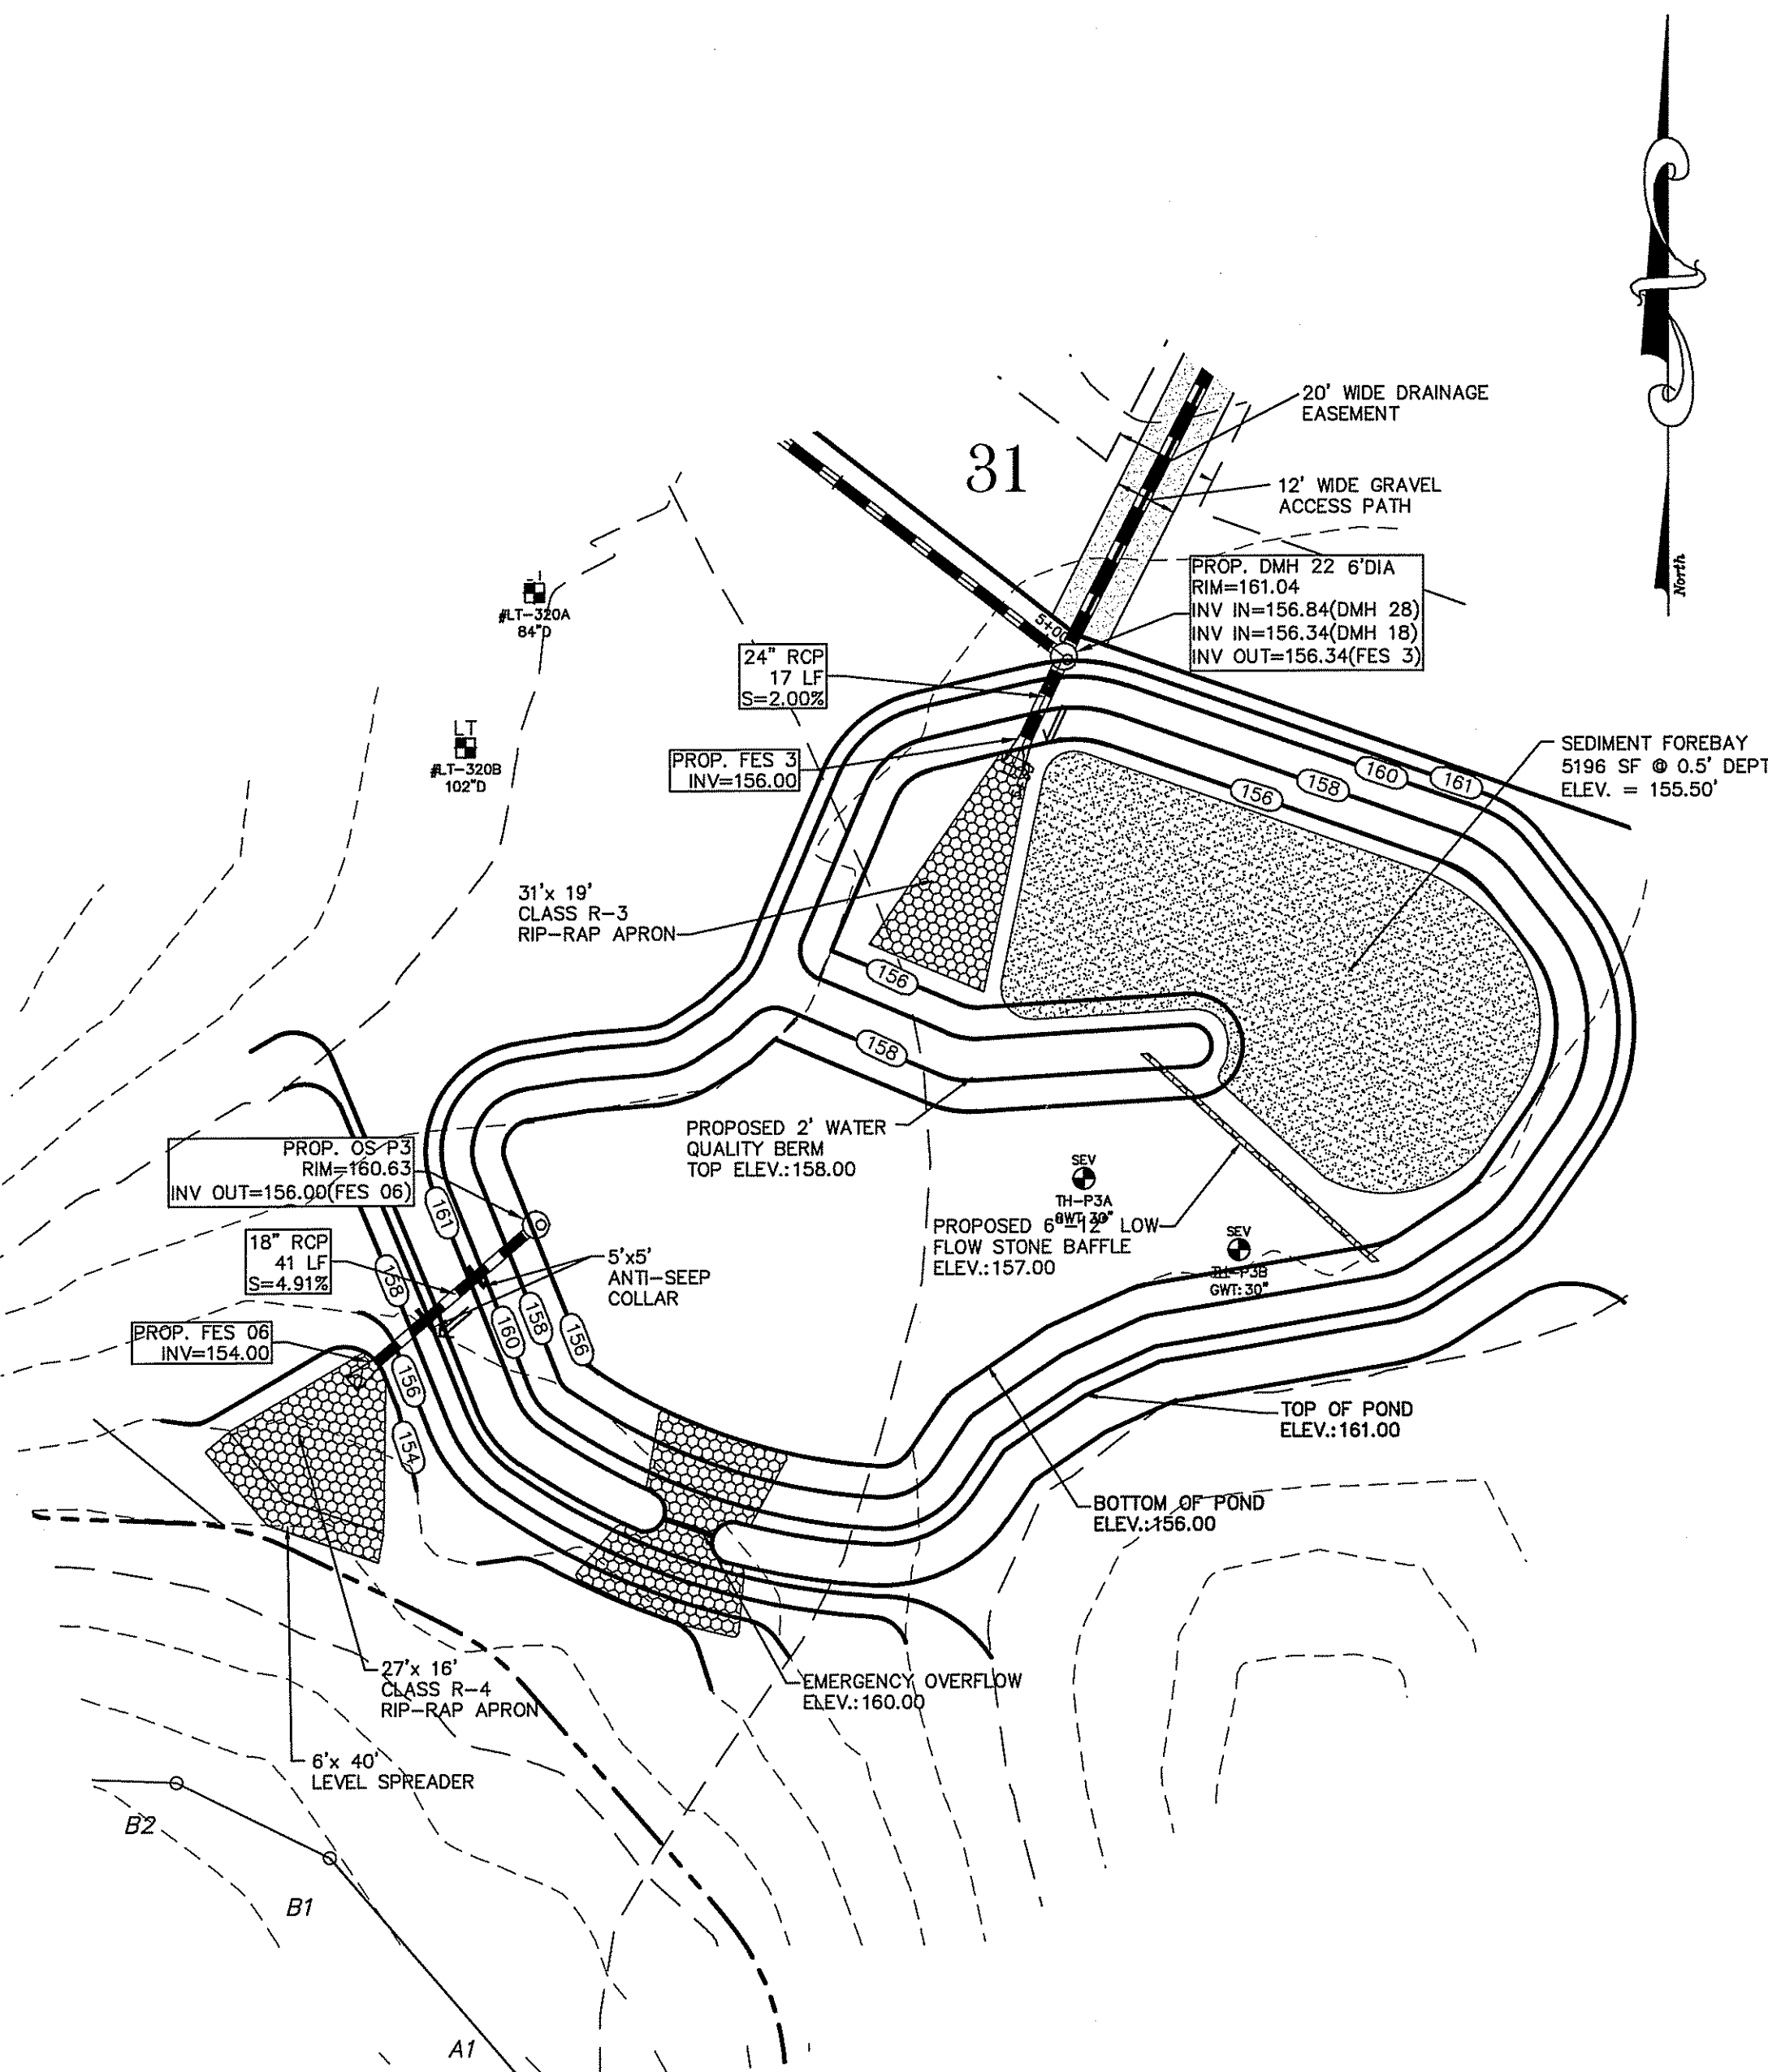 20' WIDE DRAINAGE
EASEMENT
31
12' WIDE GRAVEL
ACCESS PATH
North
PROP. DMH 22 6'DIA
RIM=161.04
INV IN=156.84(DMH 28)
INV IN=156.34(DMH 18)
INV OUT=156.34(FES 3)
#LT-320A
84"D
5+00
24" RCP
17 LF
S=2.00%
LT
#LT-320B
102"D
PROP. FES 3
INV=156.00
SEDIMENT FOREBAY
5196 SF @ 0.5' DEPT
ELEV. = 155.50'
160
161
158
156
31'x 19'
CLASS R-3
RIP-RAP APRON
156
158
PROPOSED 2' WATER
QUALITY BERM
TOP ELEV.:158.00
PROP. OS P3
RIM=160.63
INV OUT=156.00(FES 06)
SEV
TH-P3A
GWT:30"
PROPOSED 6"-12" LOW
FLOW STONE BAFFLE
ELEV.:157.00
SEV
TH-P3B
GWT:30"
161
18" RCP
41 LF
S=4.91%
158
5'x5'
ANTI-SEEP
COLLAR
PROP. FES 06
INV=154.00
160
158
156
156
154
TOP OF POND
ELEV.:161.00
BOTTOM OF POND
ELEV.:156.00
27'x 16'
CLASS R-4
RIP-RAP APRON
EMERGENCY OVERFLOW
ELEV.:160.00
6'x 40'
LEVEL SPREADER
B2
B1
A1